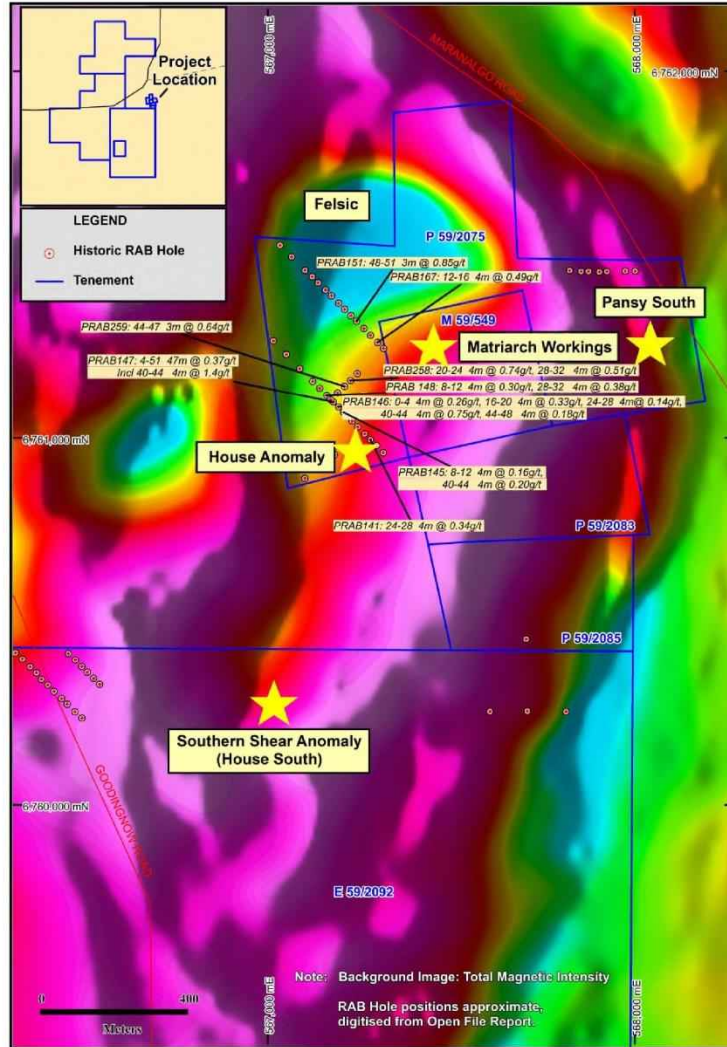 Project
Location
LEGEND
Historic RAB Hole
Tenement
567,000 mE
568,000 mE
6,762,000 mN
MARANALGO ROAD
Felsic
P 59/2075
PRAB151: 48-51 3m @ 0.85g/t
PRAB167: 12-16 4m @ 0.49g/t
Pansy South
M 59/549
PRAB259: 44-47 3m @ 0.64g/t
Matriarch Workings
PRAB147: 4-51 47m @ 0.37g/t
Incl 40-44 4m @ 1.4g/t
PRAB258: 20-24 4m @ 0.74g/t, 28-32 4m @ 0.51g/t
PRAB 148: 8-12 4m @ 0.30g/t, 28-32 4m @ 0.38g/t
PRAB146: 0-4 4m @ 0.26g/t, 16-20 4m @ 0.33g/t, 24-28 4m@ 0.14g/t,
40-44 4m @ 0.75g/t, 44-48 4m @ 0.18g/t
6,761,000 mN
House Anomaly
PRAB145: 8-12 4m @ 0.16g/t,
40-44 4m @ 0.20g/t
PRAB141: 24-28 4m @ 0.34g/t
P 59/2083
P 59/2085
Southern Shear Anomaly
(House South)
6,760,000 mN
GOODINGNOW ROAD
E 59/2092
Note: Background Image: Total Magnetic Intensity
RAB Hole positions approximate,
digitised from Open File Report.
0 400
Meters
567,000 mE
568,000 mE